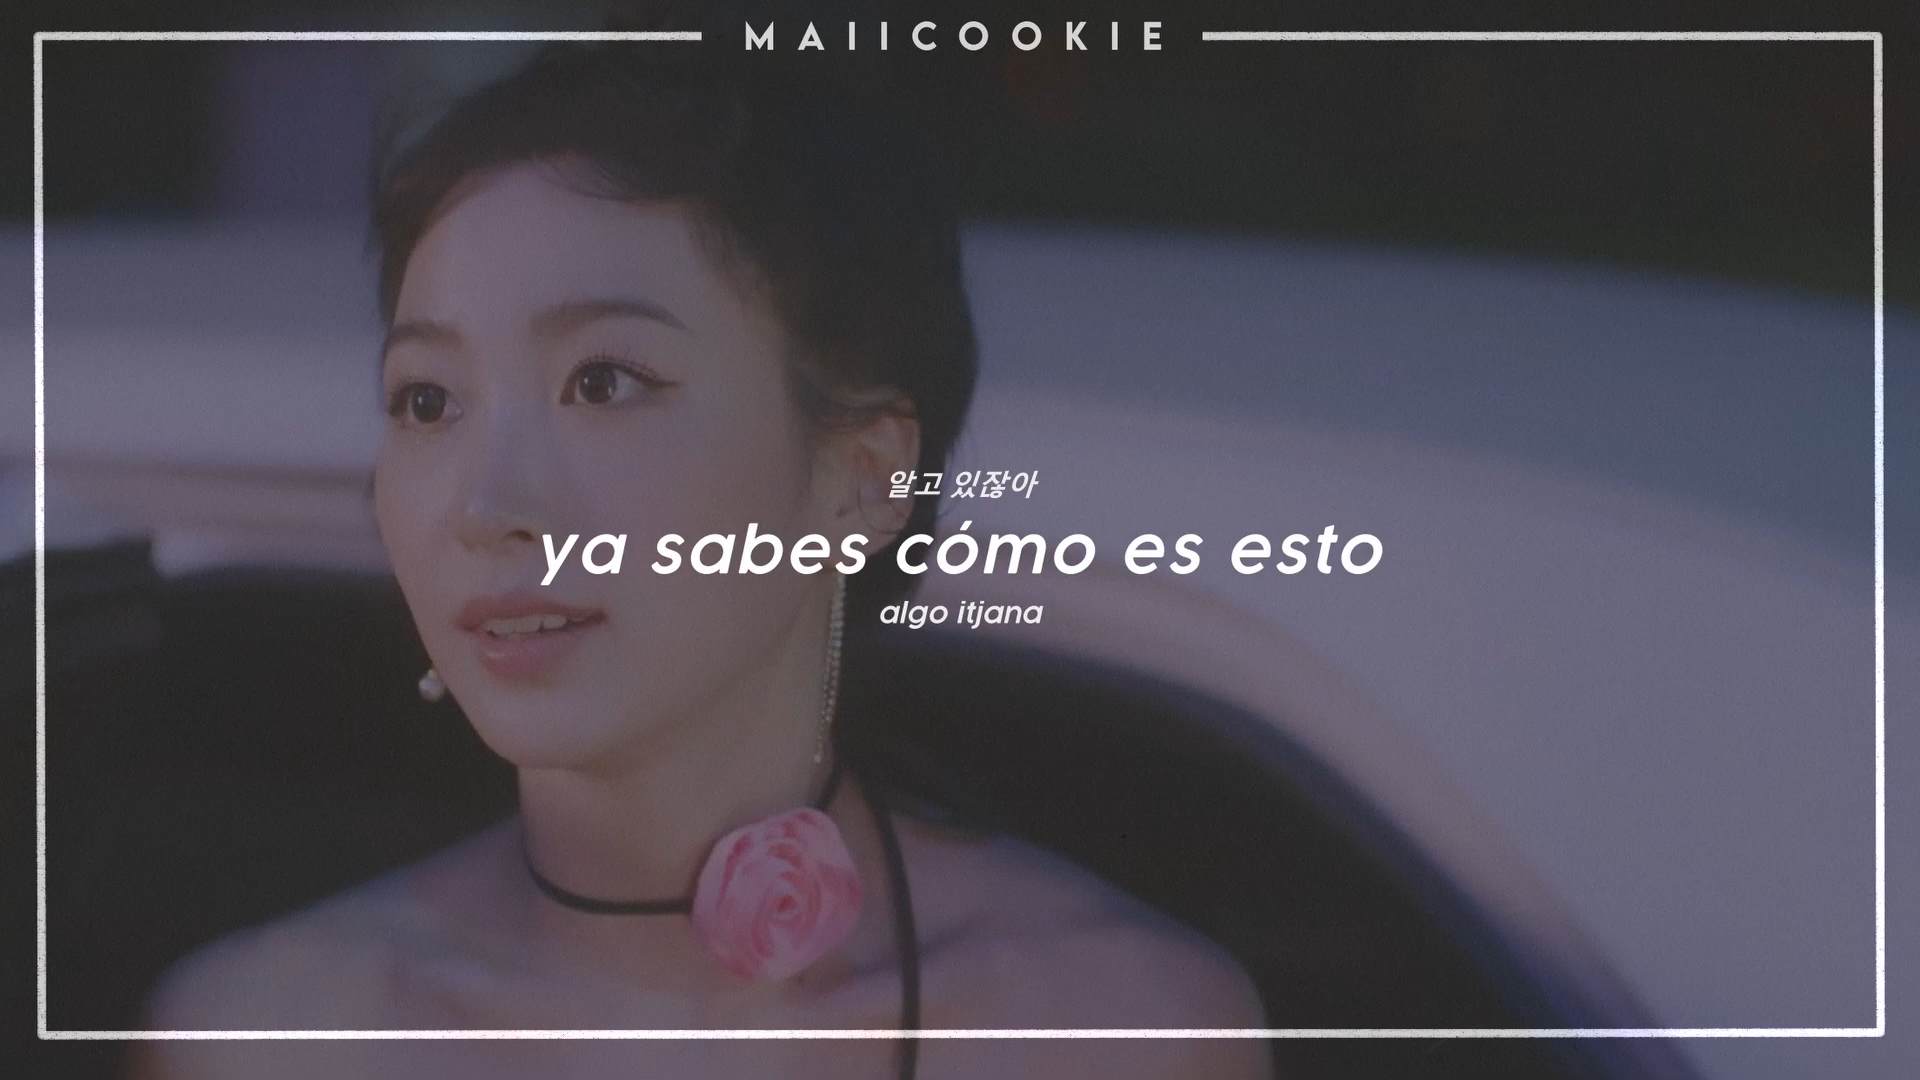 MAIICOOKIE
알고 있잖아
ya sabes cómo es esto
algo itjana